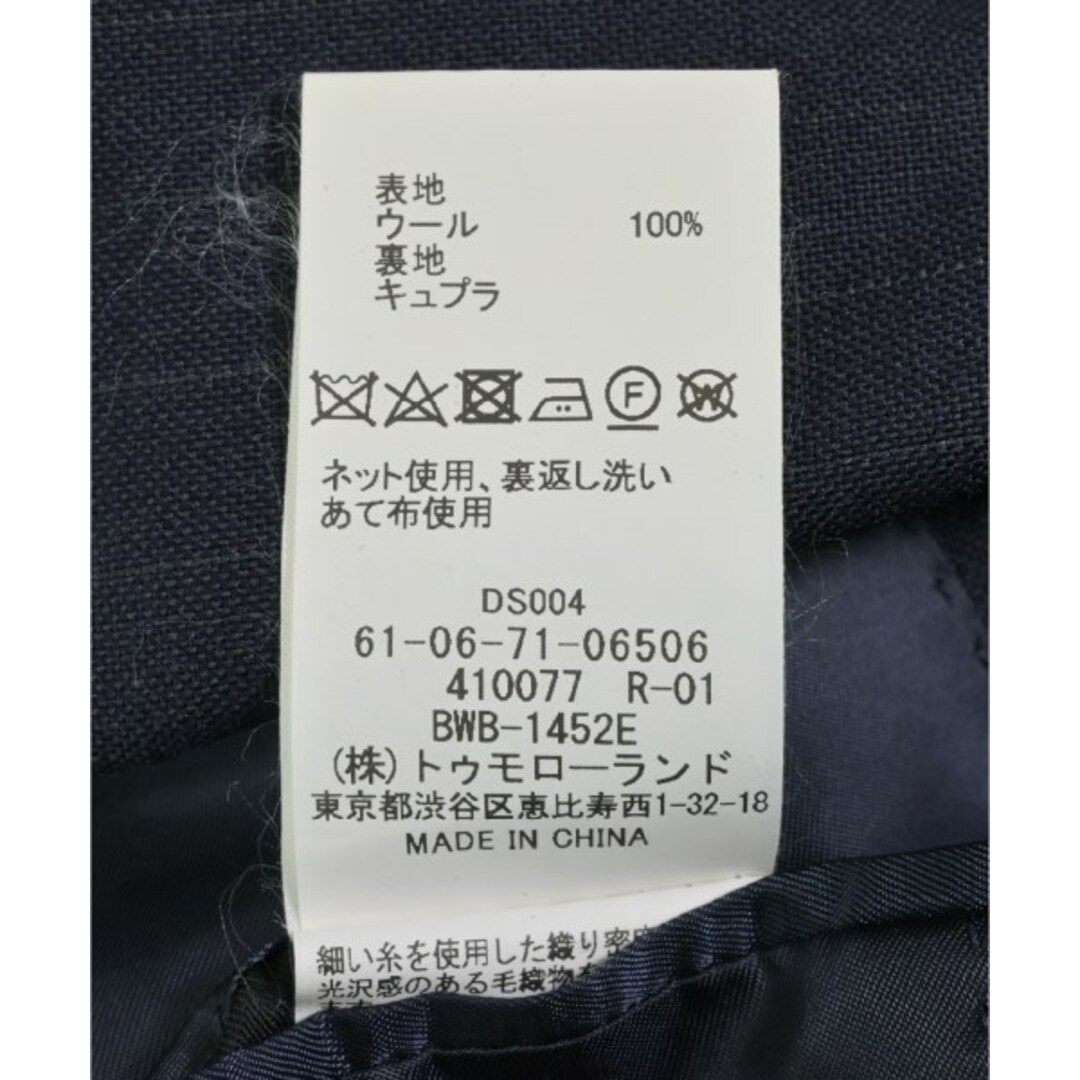 表地
ウール 100%
裏地
キュプラ
F W
ネット使用、裏返し洗い
あて布使用
DS004
61-06-71-06506
410077 R-01
BWB-1452E
(株)トゥモローランド
東京都渋谷区恵比寿西1-32-18
MADE IN CHINA
細い糸を使用した織り密度
光沢感のある毛織物